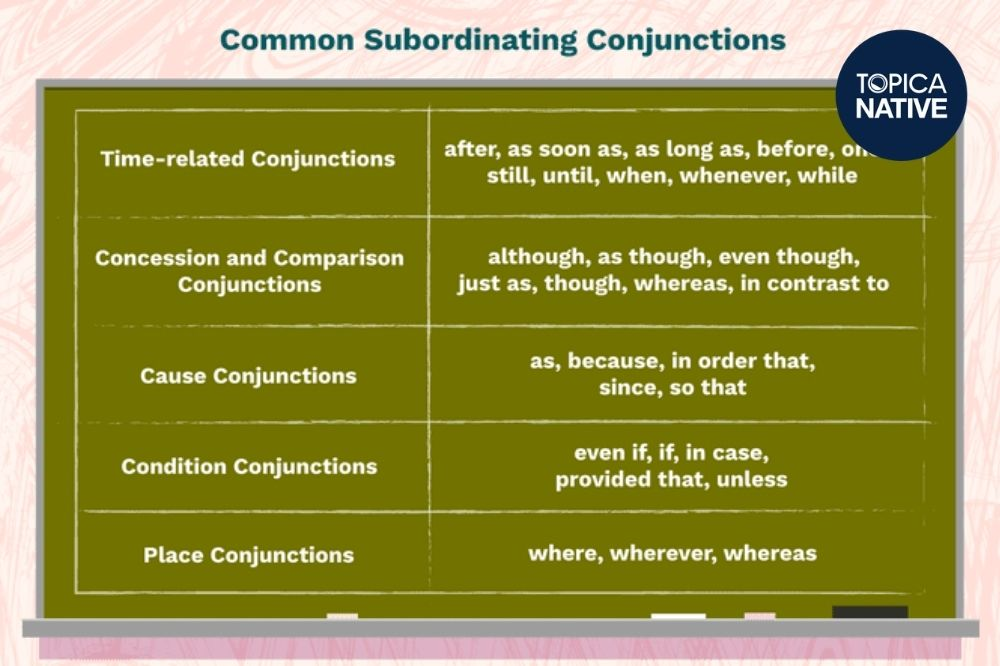 Common Subordinating Conjunctions
TOPICA
NATIVE
Time-related Conjunctions
after, as soon as, as long as, before,
still, until, when, whenever, while
Concession and Comparison
Conjunctions
although, as though, even though,
just as, though, whereas, in contrast to
Cause Conjunctions
as, because, in order that,
since, so that
Condition Conjunctions
even if, if, in case,
provided that, unless
Place Conjunctions
where, wherever, whereas